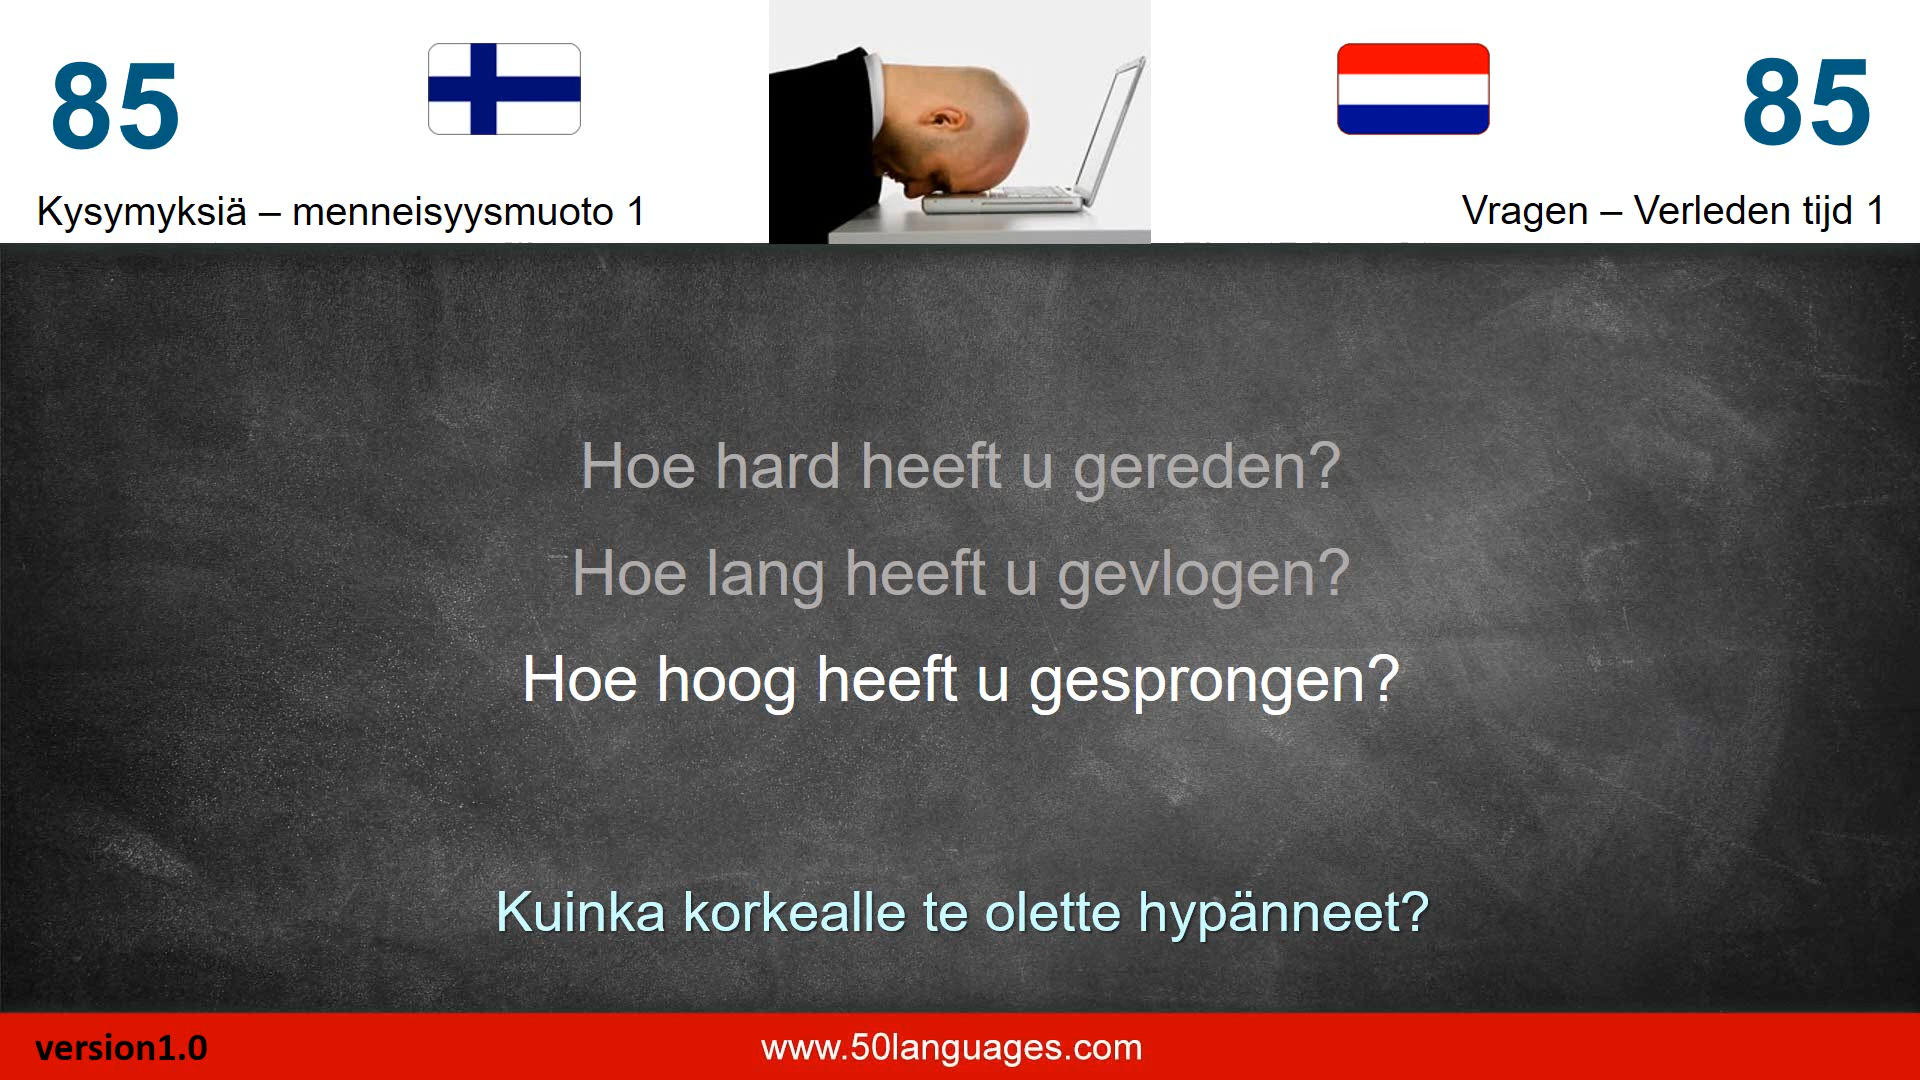 85
85
Kysymyksiä – menneisyysmuoto 1
Vragen – Verleden tijd 1
Hoe hard heeft u gereden?
Hoe lang heeft u gevlogen?
Hoe hoog heeft u gesprongen?
Kuinka korkealle te olette hypänneet?
version1.0
www.50languages.com